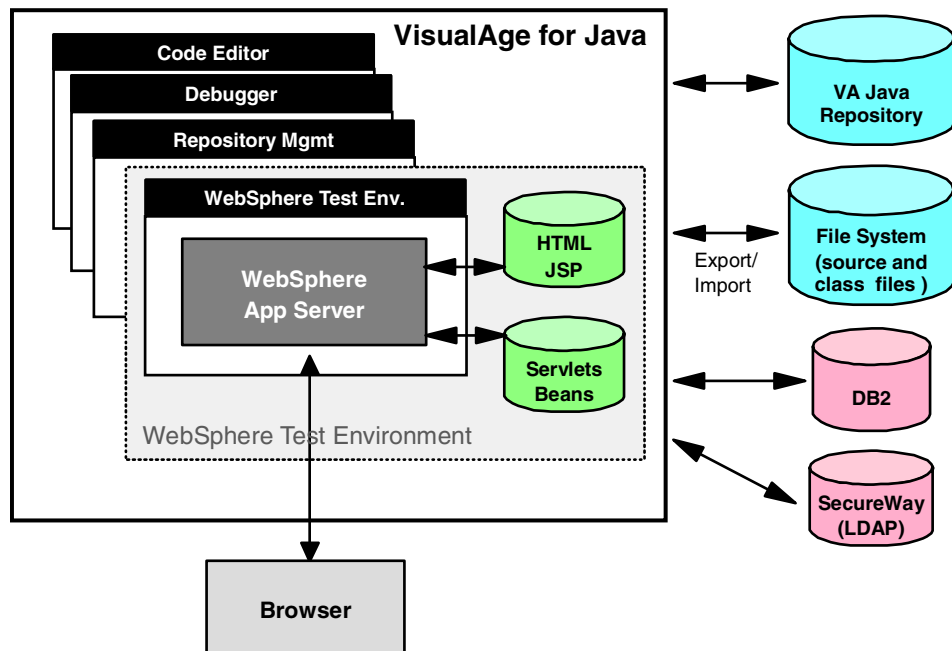 VisualAge for Java
Code Editor
Debugger
Repository Mgmt
WebSphere Test Env.
WebSphere
App Server
HTML
JSP
Servlets
Beans
WebSphere Test Environment
Browser
VA Java
Repository
File System
(source and
class files )
Export/
Import
DB2
SecureWay
(LDAP)